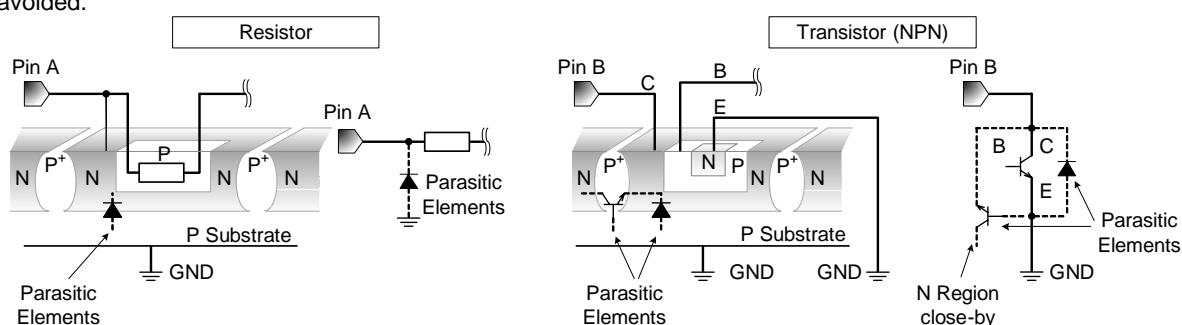 avoided.
Resistor
Transistor (NPN)
Pin A
Pin A
Pin B
C
B
E
Pin B
N
P+
N
P
N
P+
N
Parasitic
Elements
P Substrate
GND
Parasitic
Elements
N
P+
N
N
P
N
P+
N
P Substrate
GND
GND
Parasitic
Elements
B
C
E
Parasitic
Elements
GND
N Region
close-by